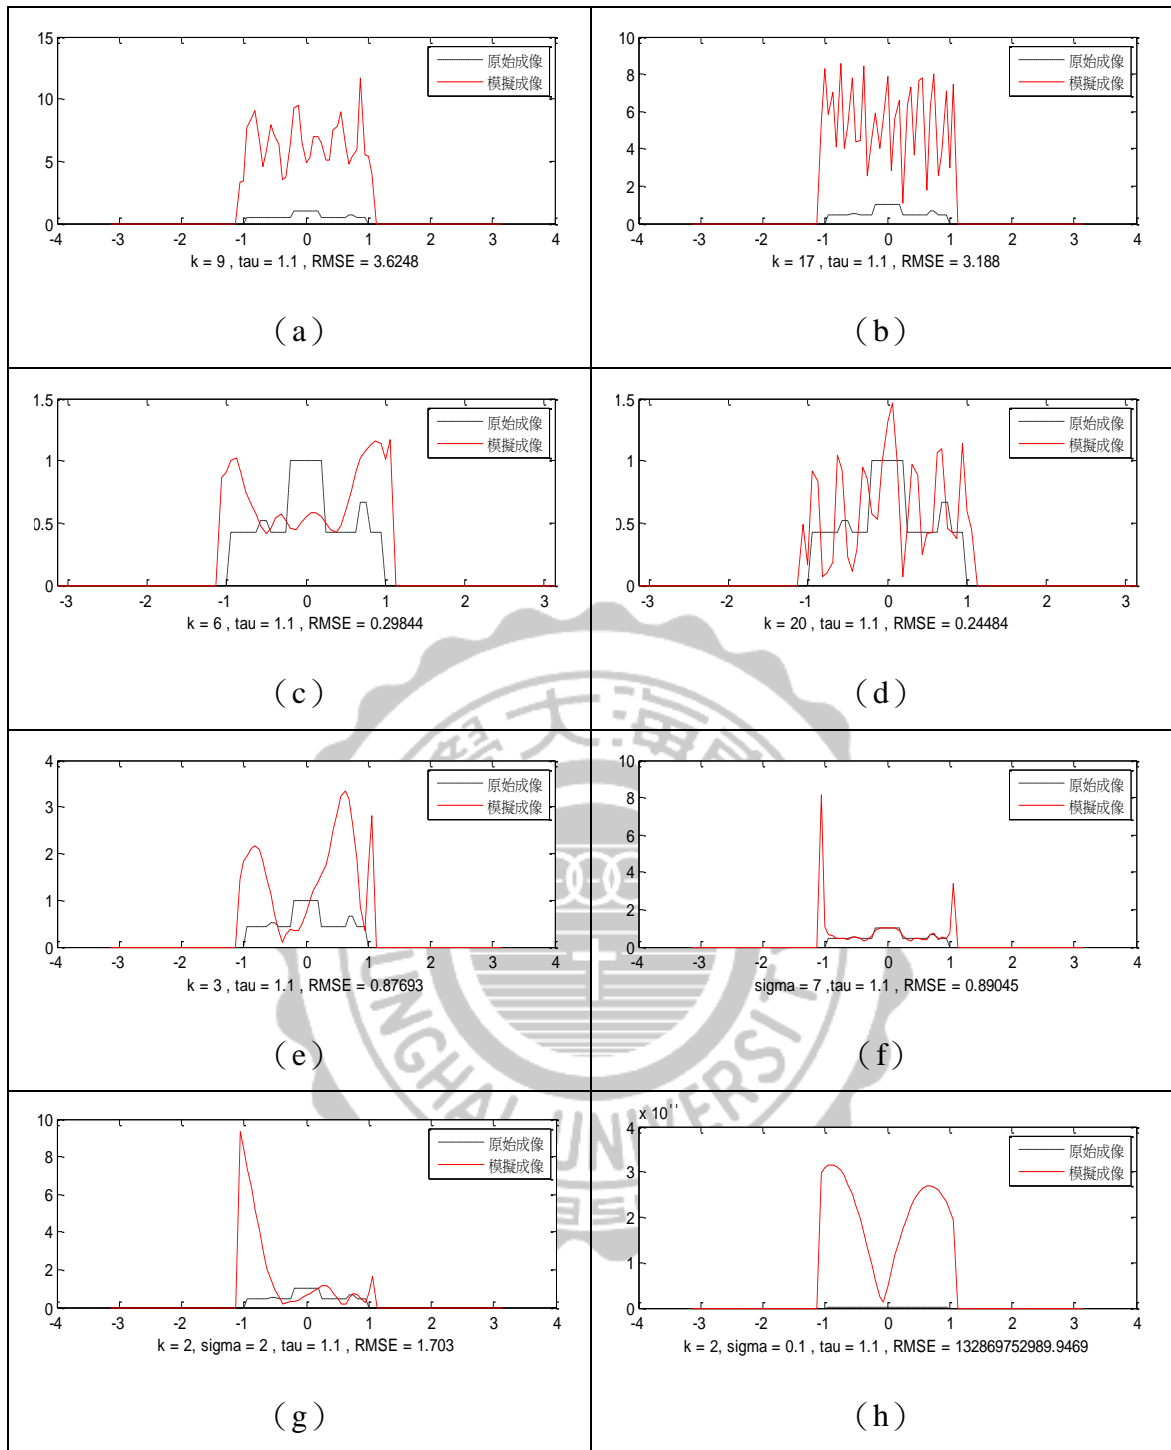 15
10
5
0
-4 -3 -2 -1 0 1 2 3 4
原始成像
模擬成像
k = 9 , tau = 1.1 , RMSE = 3.6248
(a)
10
8
6
4
2
0
-4 -3 -2 -1 0 1 2 3 4
原始成像
模擬成像
k = 17 , tau = 1.1 , RMSE = 3.188
(b)
1.5
1
0.5
0
-3 -2 -1 0 1 2 3
原始成像
模擬成像
k = 6 , tau = 1.1 , RMSE = 0.29844
(c)
1.5
1
0.5
0
-3 -2 -1 0 1 2 3
原始成像
模擬成像
k = 20 , tau = 1.1 , RMSE = 0.24484
(d)
4
3
2
1
0
-4 -3 -2 -1 0 1 2 3 4
原始成像
模擬成像
k = 3 , tau = 1.1 , RMSE = 0.87693
(e)
10
8
6
4
2
0
-4 -3 -2 -1 0 1 2 3 4
原始成像
模擬成像
sigma = 7 ,tau = 1.1 , RMSE = 0.89045
(f)
10
8
6
4
2
0
-4 -3 -2 -1 0 1 2 3 4
原始成像
模擬成像
k = 2, sigma = 2 , tau = 1.1 , RMSE = 1.703
(g)
x 10¹¹
4
3
2
1
0
-4 -3 -2 -1 0 1 2 3 4
原始成像
模擬成像
k = 2, sigma = 0.1 , tau = 1.1 , RMSE = 132869752989.9469
(h)
大海
UNGHAI UNIVERSIT